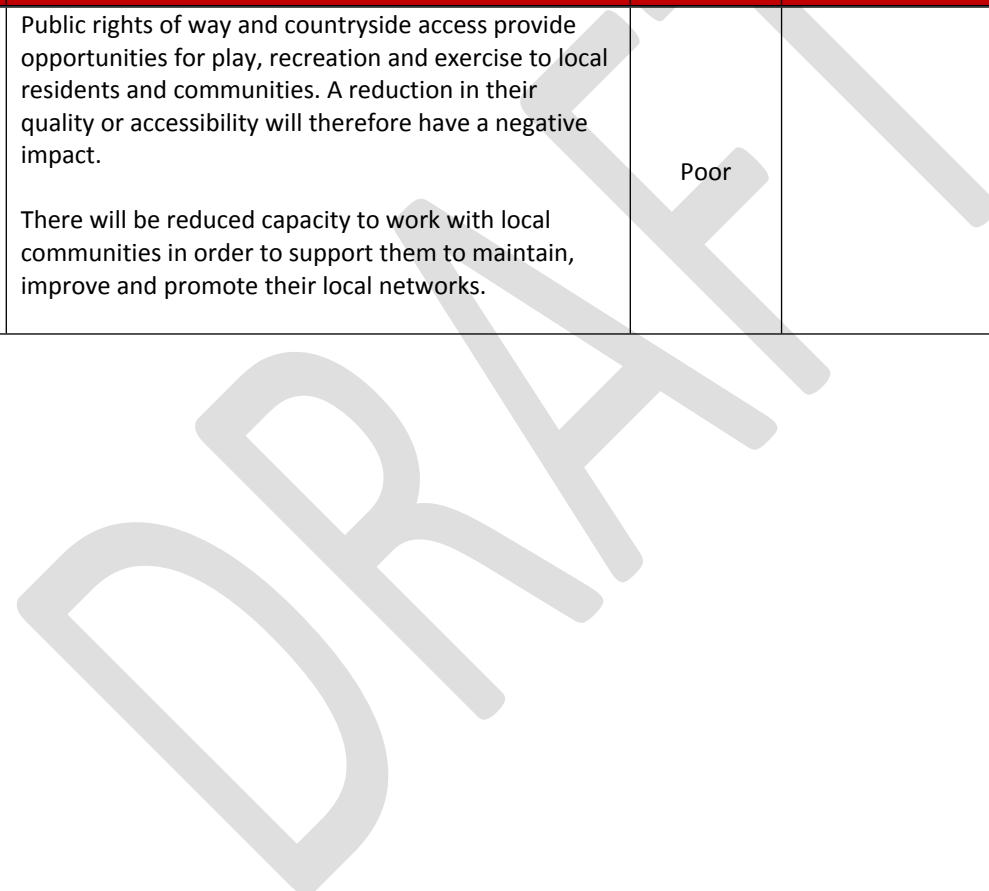 Public rights of way and countryside access provide
opportunities for play, recreation and exercise to local
residents and communities. A reduction in their
quality or accessibility will therefore have a negative
impact.
Poor
There will be reduced capacity to work with local
communities in order to support them to maintain,
improve and promote their local networks.
DRAFT